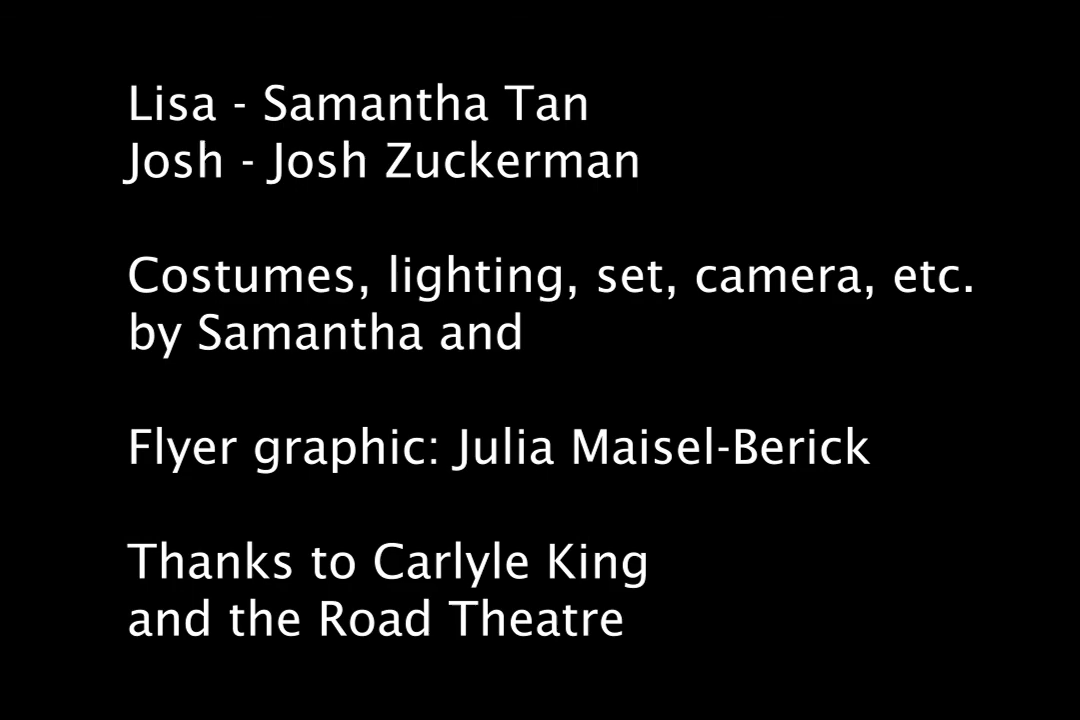 Lisa - Samantha Tan
Josh - Josh Zuckerman
Costumes, lighting, set, camera, etc.
by Samantha and
Flyer graphic: Julia Maisel-Berick
Thanks to Carlyle King
and the Road Theatre